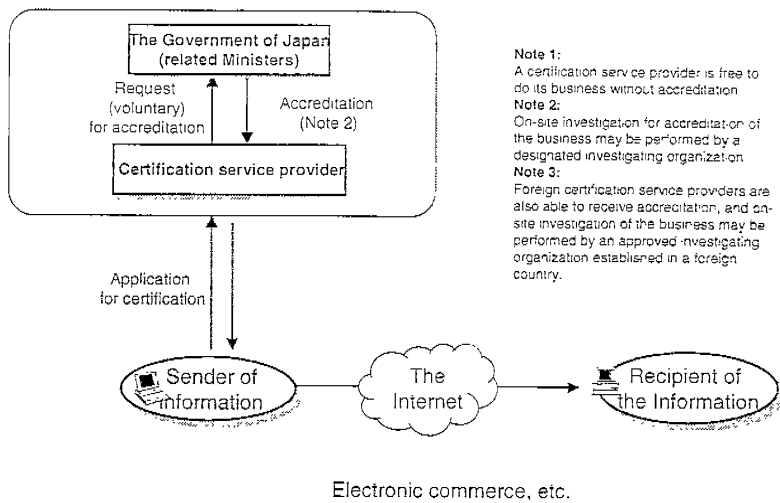 The Government of Japan
(related Ministers)
Request
(voluntary)
for accreditation
Accreditation
(Note 2)
Certification service provider
Application
for certification
Sender of
information
The
Internet
Recipient of
the Information
Electronic commerce, etc.
Note 1:
A certification service provider is free to
do its business without accreditation
Note 2:
On-site investigation for accreditation of
the business may be performed by a
designated investigating organization
Note 3:
Foreign certification service providers are
also able to receive accreditation, and on-
site investigation of the business may be
performed by an approved investigating
organization established in a foreign
country.